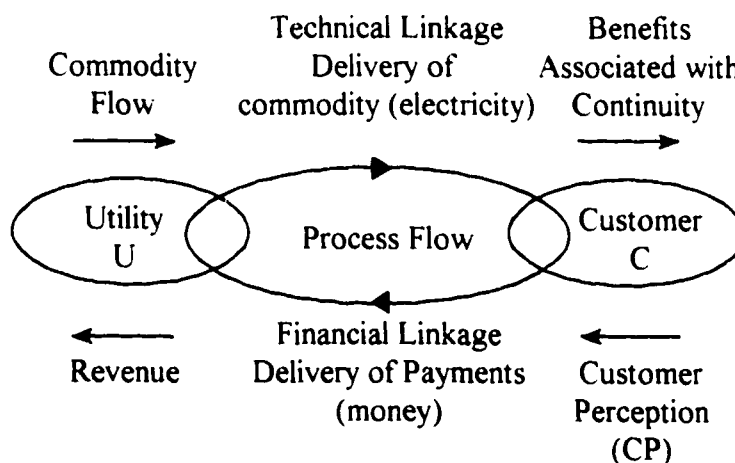 Technical Linkage
Delivery of
commodity (electricity)
Benefits
Associated with
Continuity
Commodity
Flow
Utility
U
Process Flow
Customer
C
Revenue
Financial Linkage
Delivery of Payments
(money)
Customer
Perception
(CP)